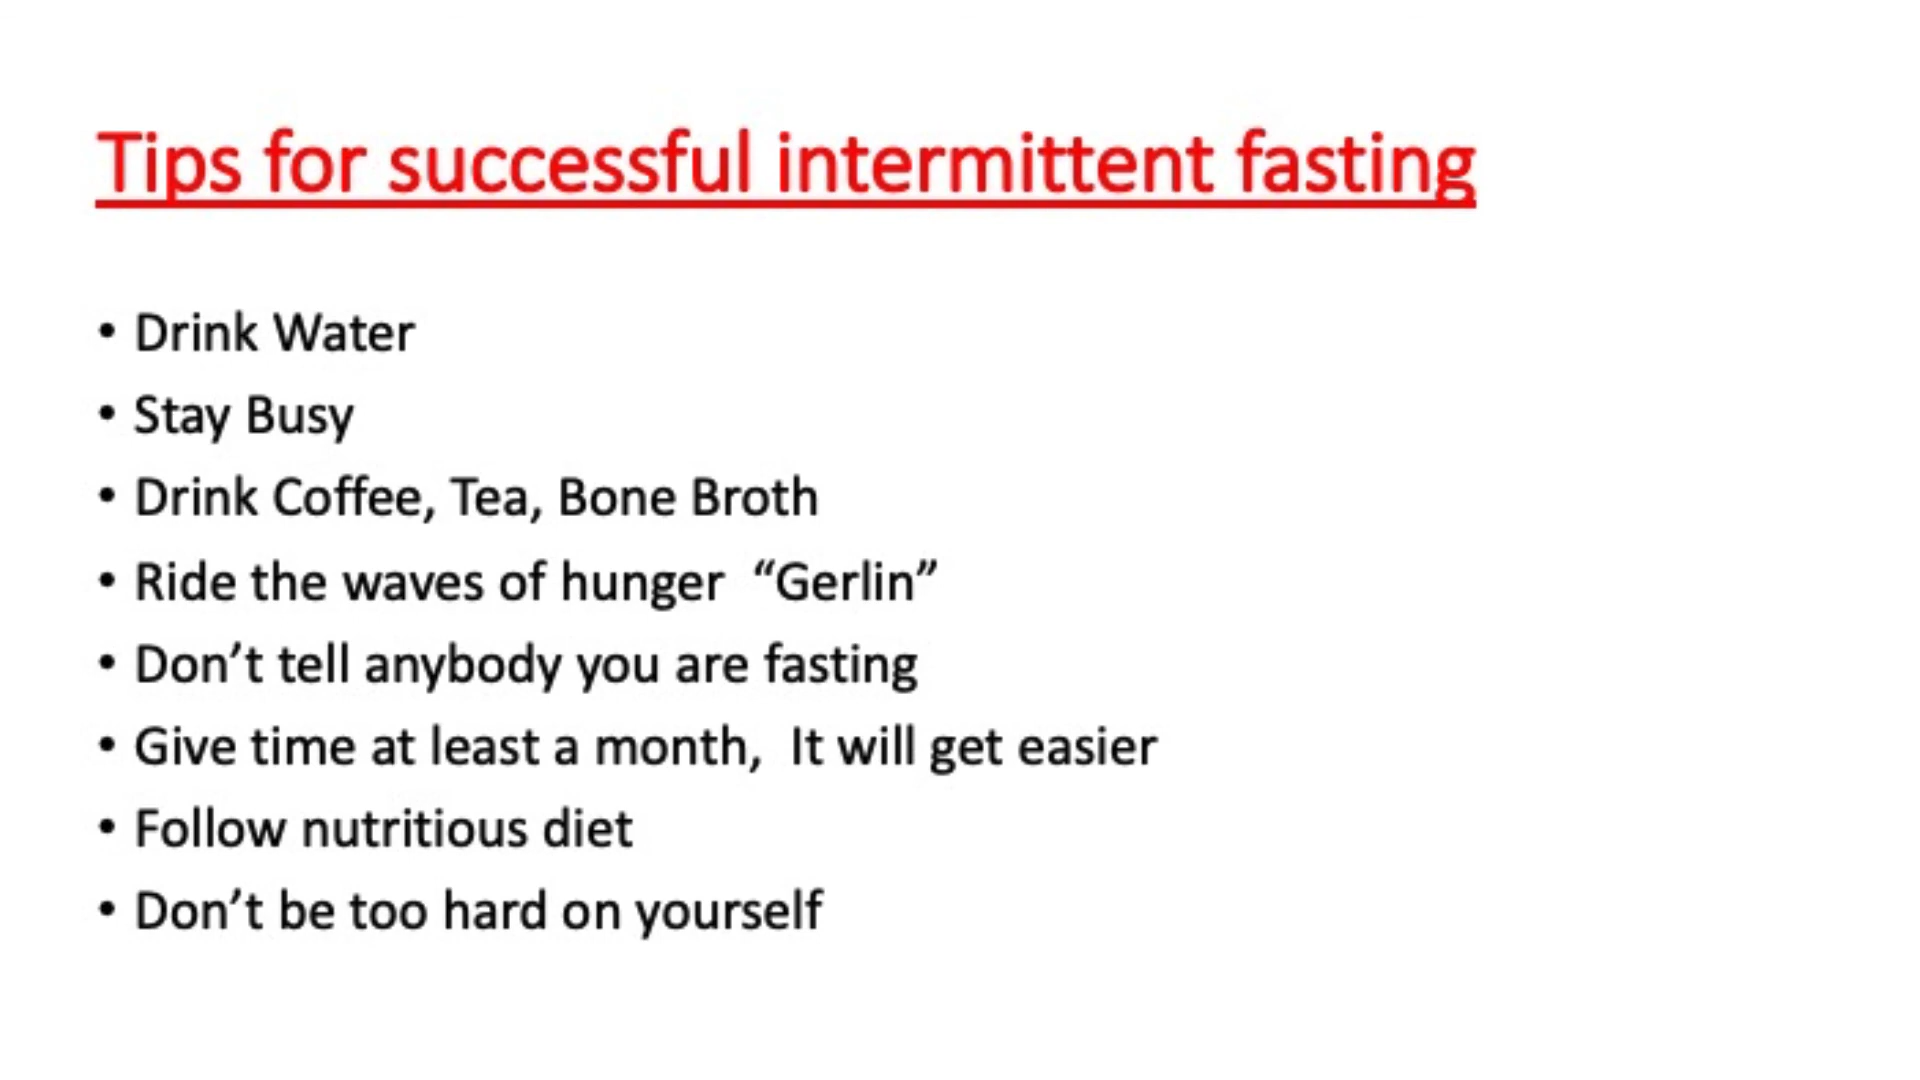 Tips for successful intermittent fasting
• Drink Water
• Stay Busy
• Drink Coffee, Tea, Bone Broth
• Ride the waves of hunger  “Gerlin”
• Don’t tell anybody you are fasting
• Give time at least a month,  It will get easier
• Follow nutritious diet
• Don’t be too hard on yourself